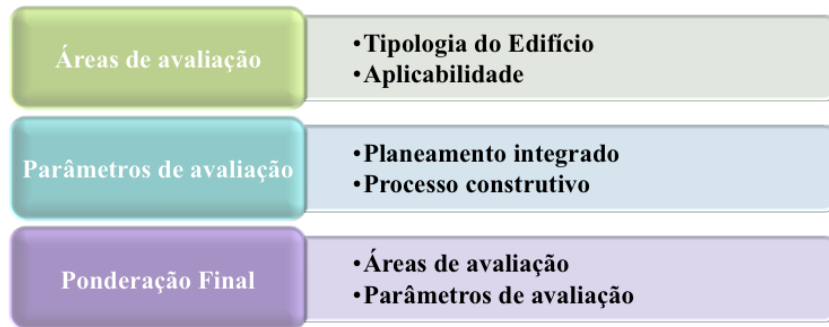 Áreas de avaliação
•Tipologia do Edifício
•Aplicabilidade
Parâmetros de avaliação
•Planeamento integrado
•Processo construtivo
Ponderação Final
•Áreas de avaliação
•Parâmetros de avaliação